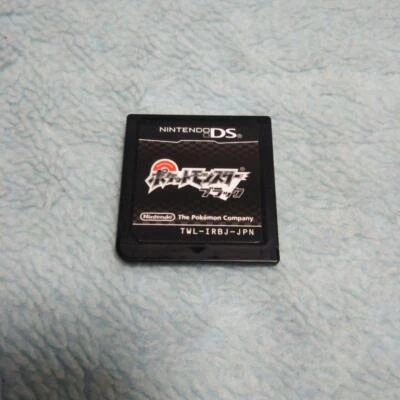 NINTENDO DS
ポケットモンスター
ブラック
Nintendo The Pokémon Company
TWL-IRBJ-JPN